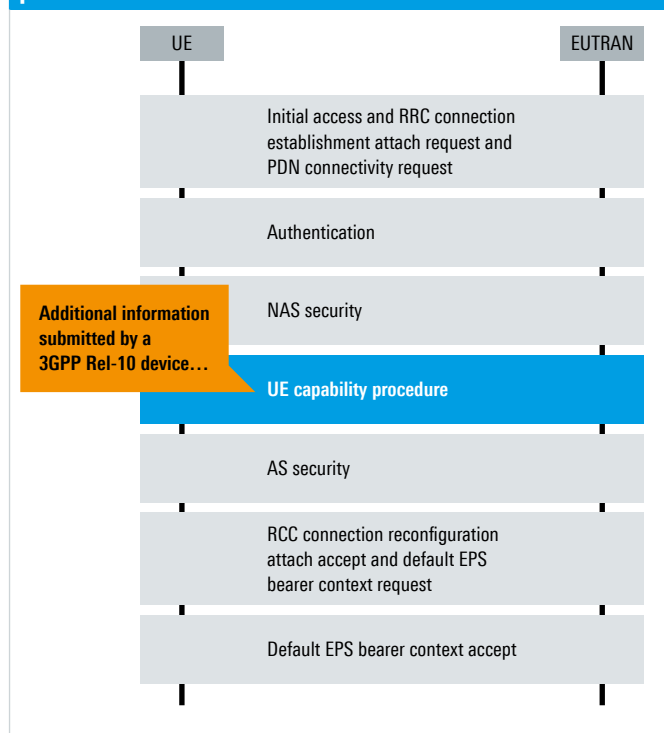 UE
EUTRAN
Initial access and RRC connection
establishment attach request and
PDN connectivity request
Authentication
NAS security
Additional information
submitted by a
3GPP Rel-10 device…
UE capability procedure
AS security
RCC connection reconfiguration
attach accept and default EPS
bearer context request
Default EPS bearer context accept